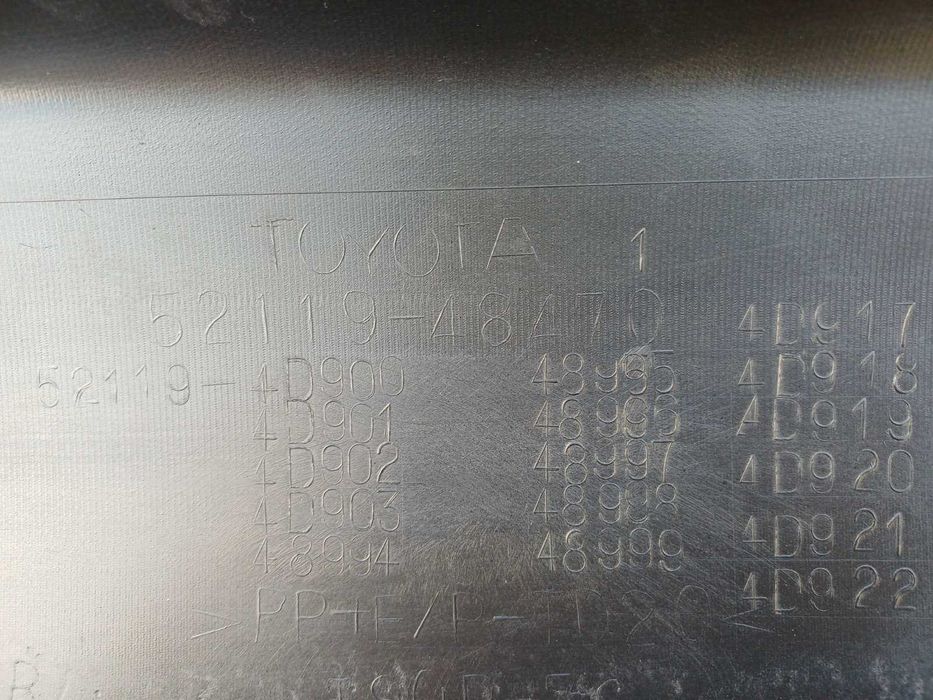 TOYOTA 1
52119-48470 4D917
52119-4D900 48995 4D918
4D901 48996 4D919
4D902 48997 4D920
4D903 48998 4D921
48994 48999 4D922
>PP+E/P-TD